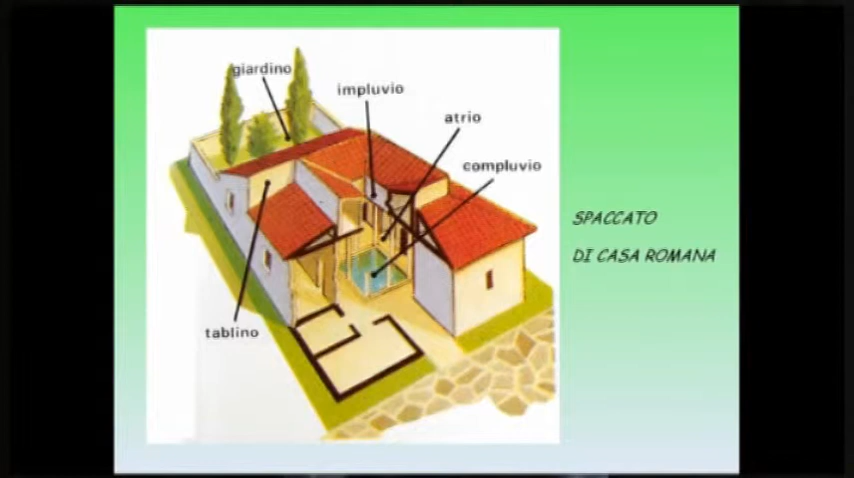 giardino
impluvio
atrio
compluvio
tablino
SPACCATO
DI CASA ROMANA